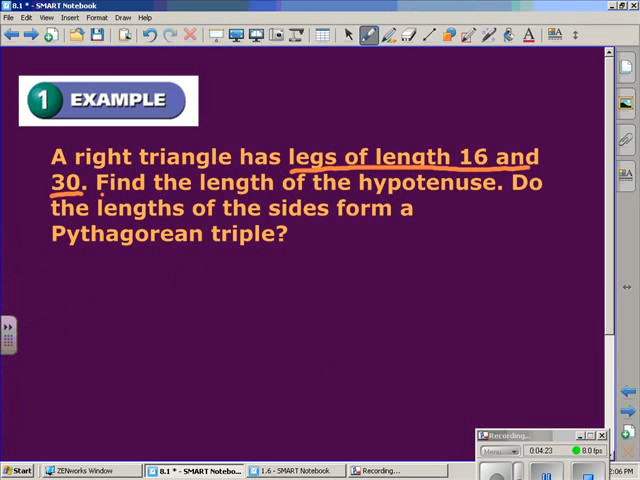 8.1 * - SMART Notebook
File Edit View Insert Format Draw Help
1 EXAMPLE
A right triangle has legs of length 16 and
30. Find the length of the hypotenuse. Do
the lengths of the sides form a
Pythagorean triple?
Recording...
Menu
0:04:23
8.0 fps
Start
ZENworks Window
8.1 * - SMART Notebo...
1.6 - SMART Notebook
Recording...
2:06 PM